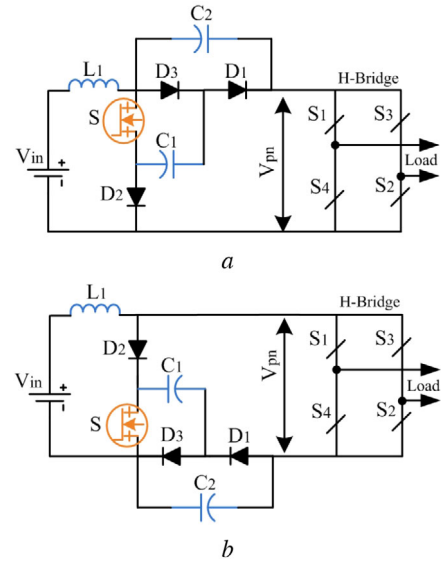 C2
L1
D3
D1
H-Bridge
S
S1
S3
C1
Vpn
Load
Vin
+
-
D2
S4
S2
a
L1
H-Bridge
D2
C1
Vpn
S1
S3
Vin
+
-
Load
S
D3
D1
S4
S2
C2
b